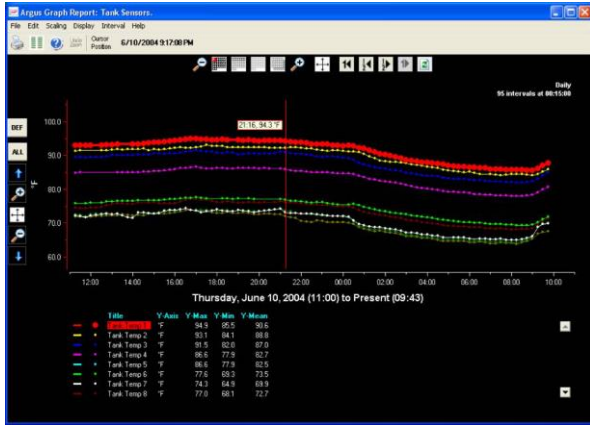 Argus Graph Report: Tank Sensors.
File Edit Scaling Display Interval Help
Cursor Position 6/10/2004 9:17:08 PM
Daily
95 intervals at 00:15:00
DEF
ALL
°F
100.0
90.0
80.0
70.0
60.0
21:16, 94.3 °F
12:00 14:00 16:00 18:00 20:00 22:00 00:00 02:00 04:00 06:00 08:00 10:00
Thursday, June 10, 2004 (11:00) to Present (09:43)
Title Y-Axis Y-Max Y-Min Y-Mean
Tank Temp 1 °F 94.9 85.5 90.6
Tank Temp 2 °F 93.1 84.1 88.8
Tank Temp 3 °F 91.5 82.0 87.0
Tank Temp 4 °F 86.6 77.9 82.7
Tank Temp 5 °F 86.6 77.9 82.5
Tank Temp 6 °F 77.6 69.3 73.5
Tank Temp 7 °F 74.3 64.9 69.9
Tank Temp 8 °F 77.0 68.1 72.7